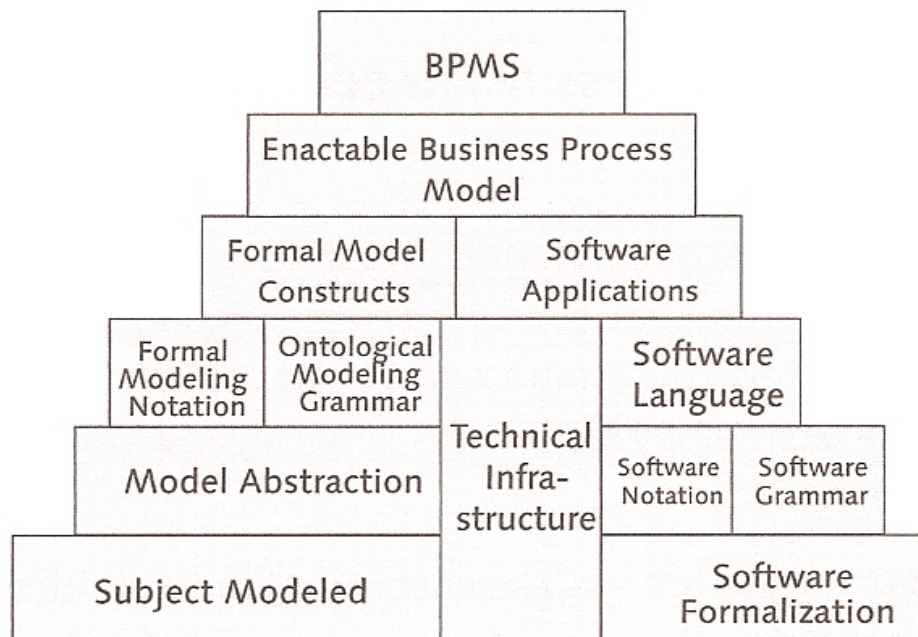 BPMS
Enactable Business Process
Model
Formal Model
Constructs
Software
Applications
Formal
Modeling
Notation
Ontological
Modeling
Grammar
Software
Language
Model Abstraction
Technical
Infra-
structure
Software
Notation
Software
Grammar
Subject Modeled
Software
Formalization